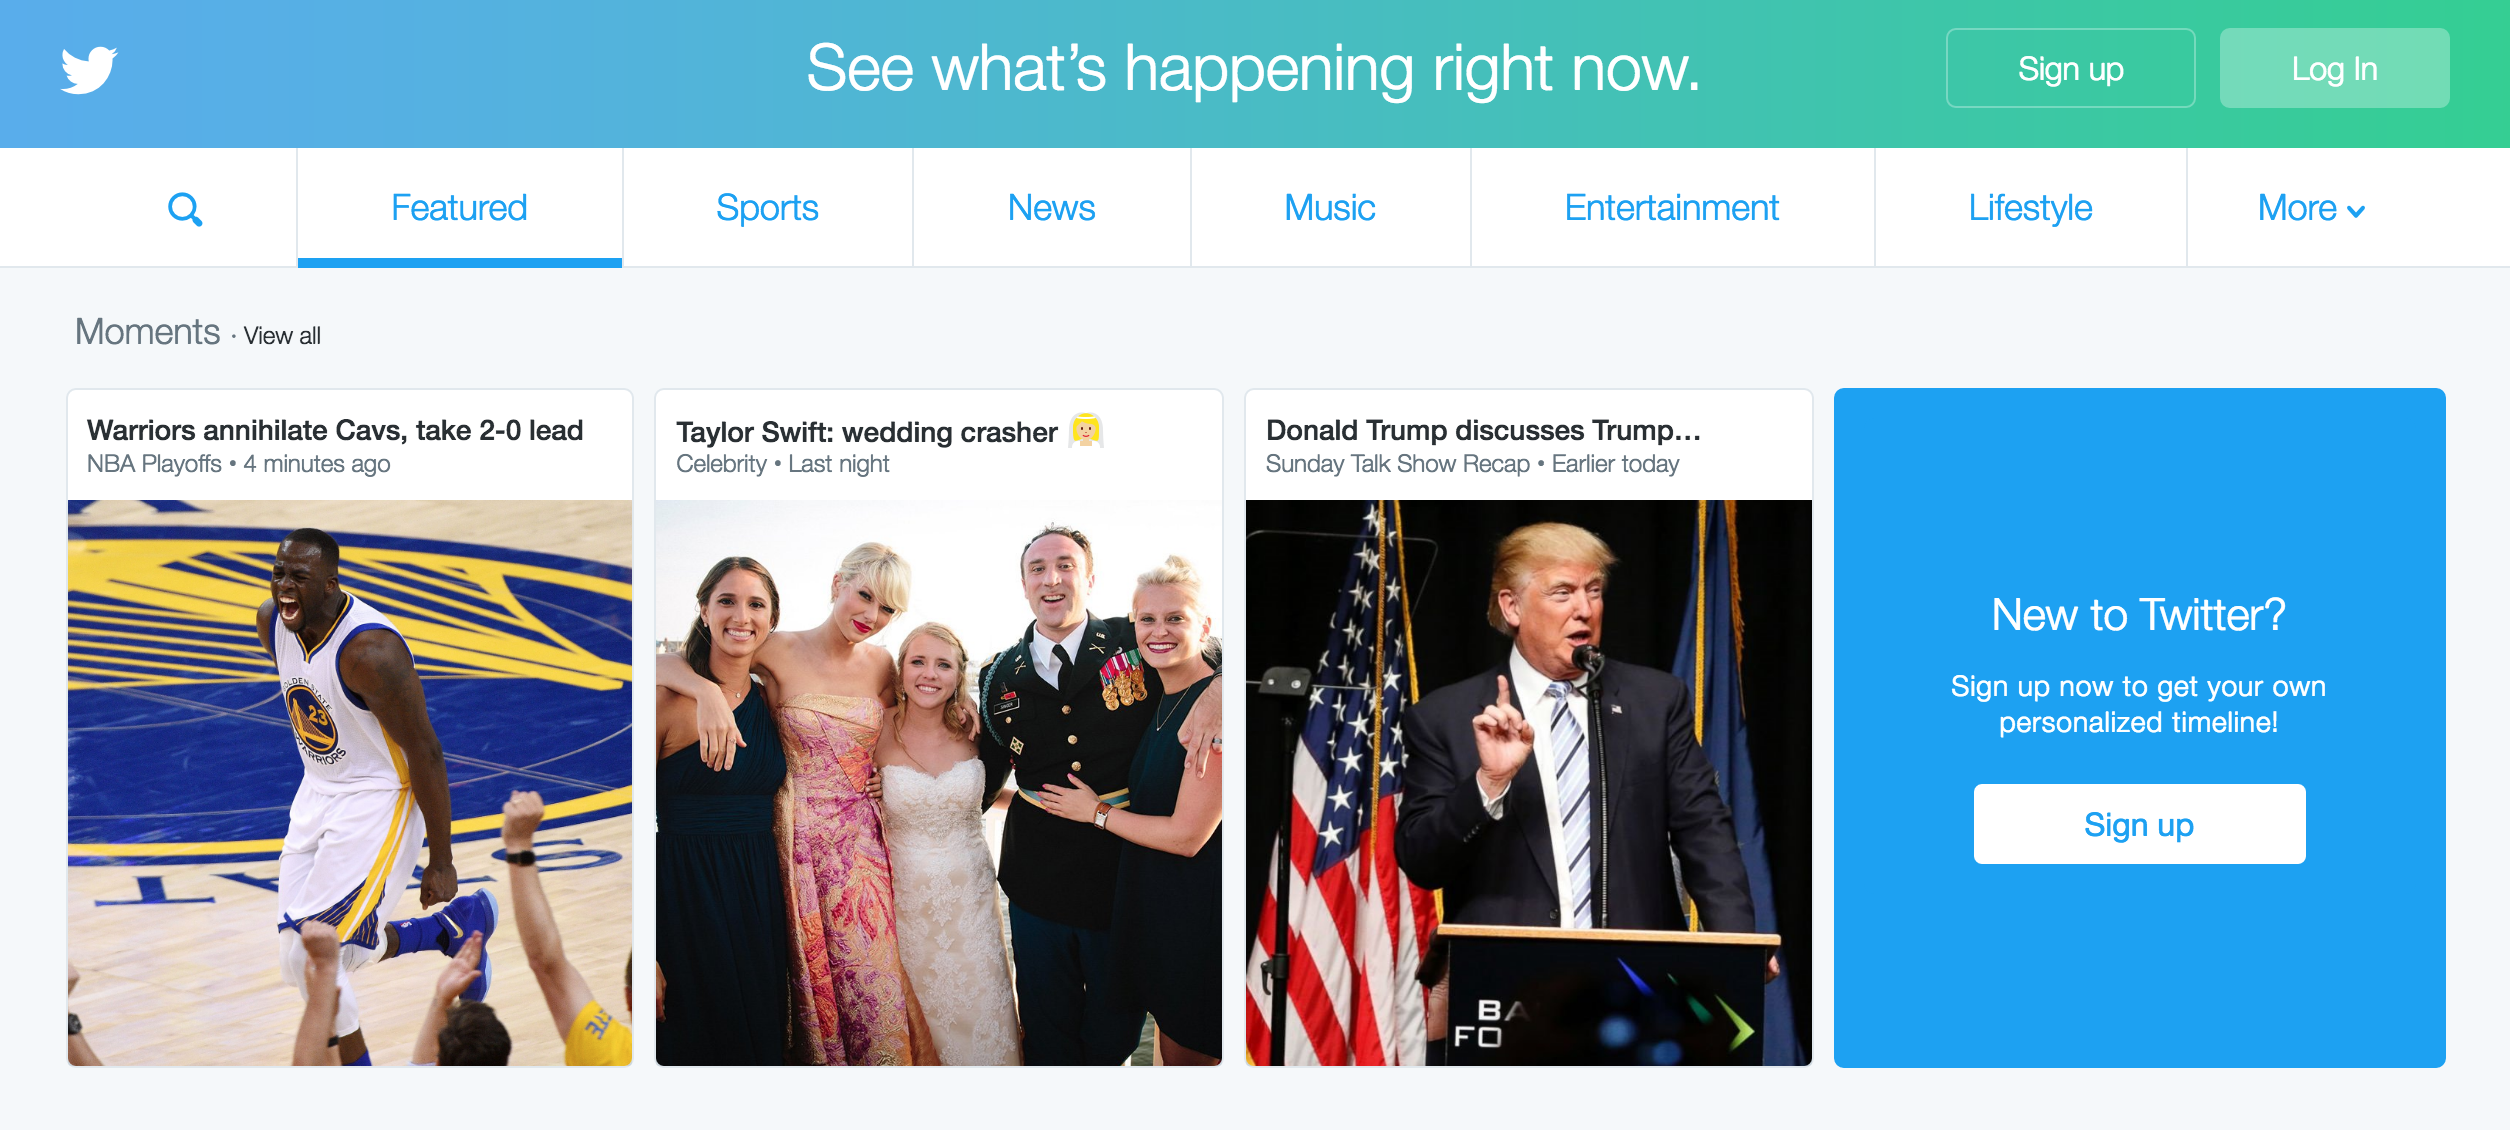 See what's happening right now.
Sign up
Log In
Featured
Sports
News
Music
Entertainment
Lifestyle
More
Moments · View all
Warriors annihilate Cavs, take 2-0 lead
NBA Playoffs • 4 minutes ago
Taylor Swift: wedding crasher 👰
Celebrity • Last night
Donald Trump discusses Trump…
Sunday Talk Show Recap • Earlier today
GOLDEN STATE
23
WARRIORS
BA
FO
New to Twitter?
Sign up now to get your own
personalized timeline!
Sign up